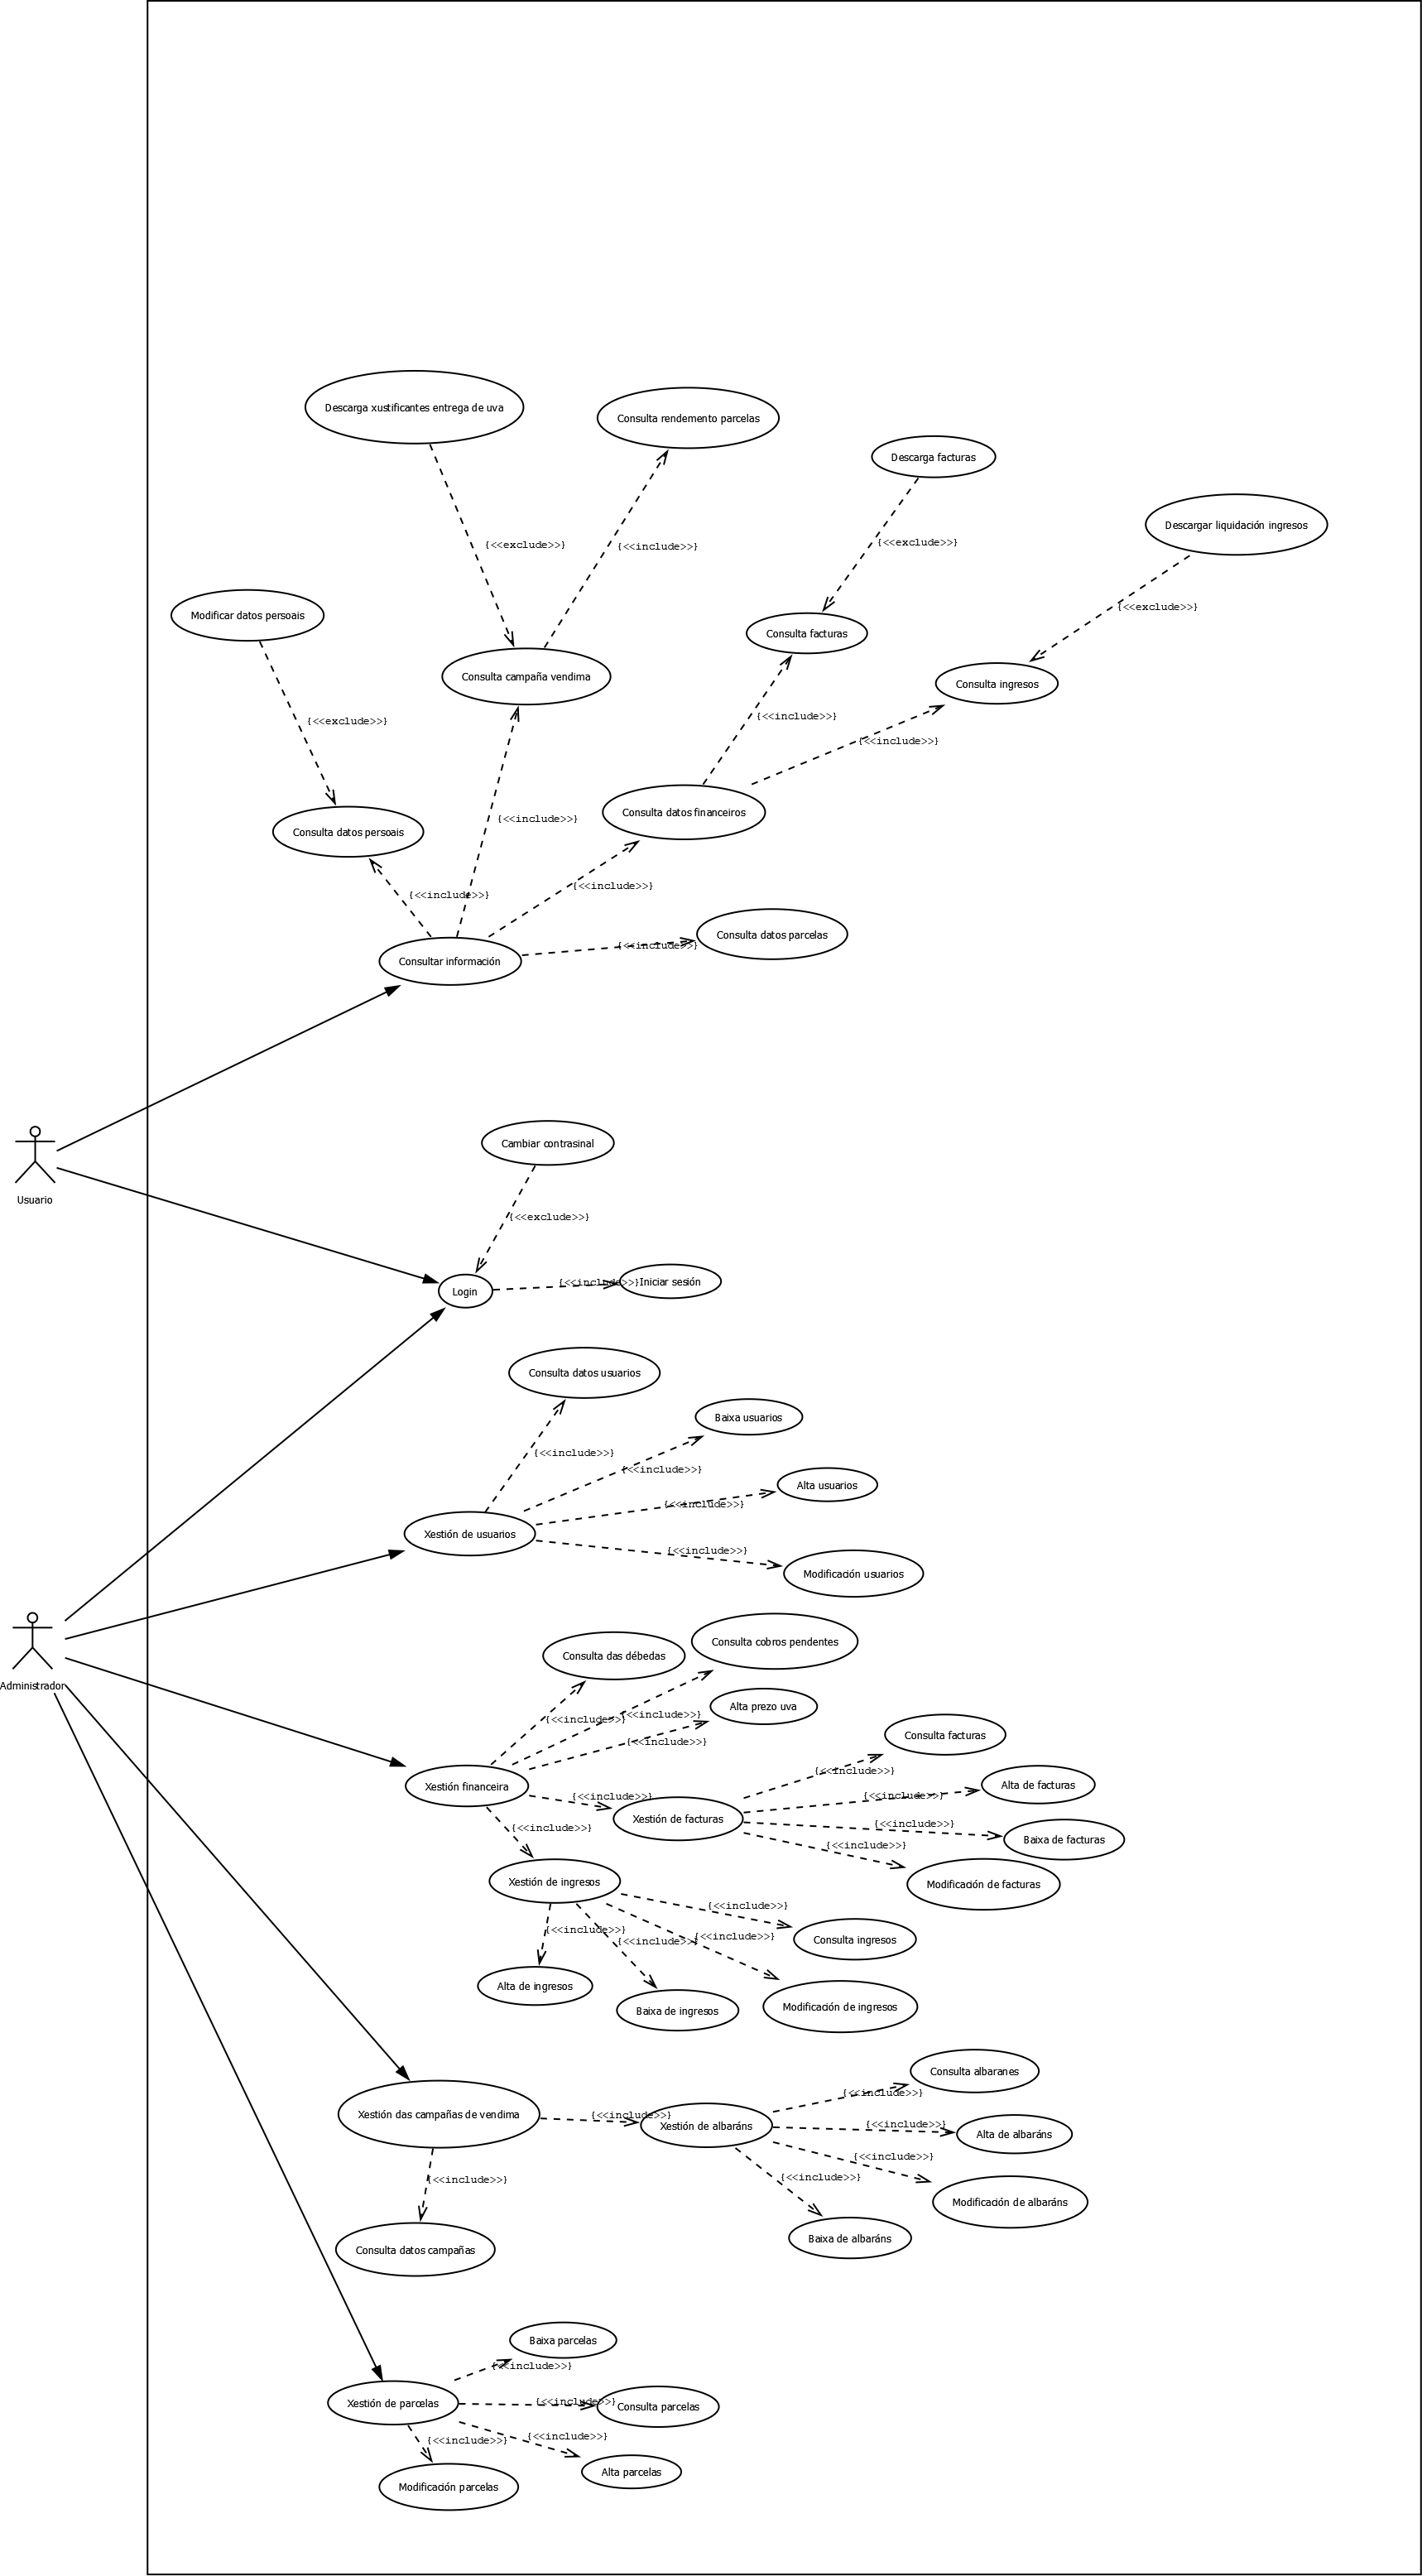 Descarga xustificantes entrega de uva
Consulta rendemento parcelas
Descarga facturas
Descargar liquidación ingresos
{<<exclude>>}
{<<include>>}
{<<exclude>>}
{<<exclude>>}
Modificar datos persoais
Consulta facturas
Consulta campaña vendima
Consulta ingresos
{<<exclude>>}
{<<include>>}
{<<include>>}
Consulta datos financeiros
{<<include>>}
Consulta datos persoais
{<<include>>}
{<<include>>}
Consulta datos parcelas
{<<include>>}
Consultar información
Cambiar contrasinal
Usuario
{<<exclude>>}
{<<include>>}
Iniciar sesión
Login
Consulta datos usuarios
Baixa usuarios
{<<include>>}
{<<include>>}
Alta usuarios
{<<include>>}
Xestión de usuarios
{<<include>>}
Modificación usuarios
Consulta cobros pendentes
Consulta das débedas
Administrador
Alta prezo uva
{<<include>>}
{<<include>>}
Consulta facturas
{<<include>>}
{<<include>>}
Xestión financeira
Alta de facturas
{<<include>>}
{<<include>>}
Xestión de facturas
{<<include>>}
{<<include>>}
Baixa de facturas
{<<include>>}
Xestión de ingresos
Modificación de facturas
{<<include>>}
{<<include>>}
{<<include>>}
{<<include>>}
Consulta ingresos
Alta de ingresos
Modificación de ingresos
Baixa de ingresos
Consulta albaranes
{<<include>>}
Xestión das campañas de vendima
{<<include>>}
Xestión de albaráns
{<<include>>}
Alta de albaráns
{<<include>>}
{<<include>>}
{<<include>>}
Modificación de albaráns
Baixa de albaráns
Consulta datos campañas
Baixa parcelas
{<<include>>}
Xestión de parcelas
{<<include>>}
Consulta parcelas
{<<include>>}
{<<include>>}
Alta parcelas
Modificación parcelas